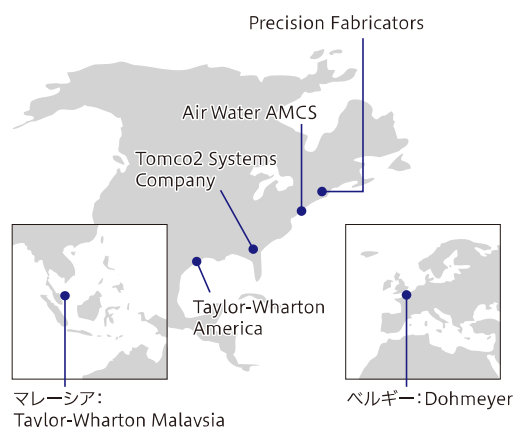 Precision Fabricators
Air Water AMCS
Tomco2 Systems
Company
Taylor-Wharton
America
マレーシア：
Taylor-Wharton Malaysia
ベルギー：Dohmeyer